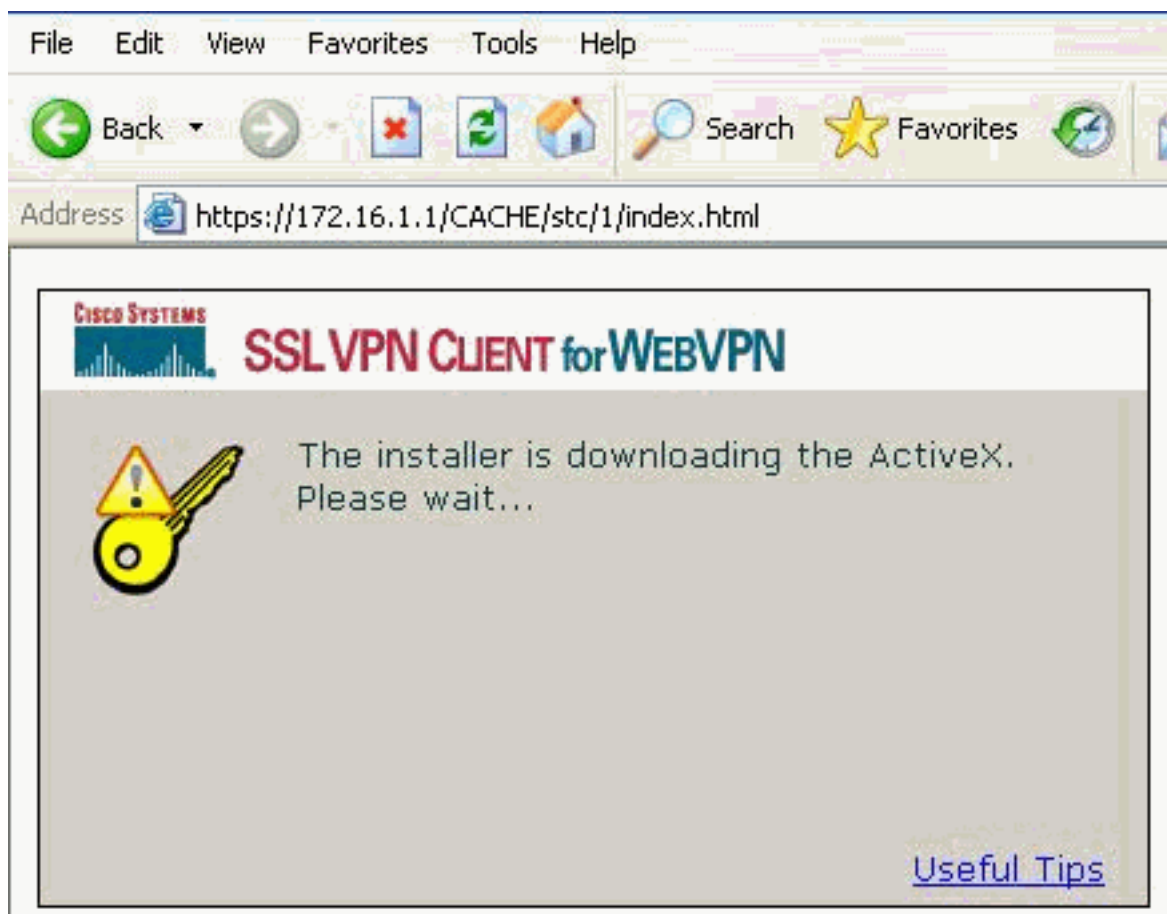 File Edit View Favorites Tools Help
Back Search Favorites
Address https://172.16.1.1/CACHE/stc/1/index.html
CISCO SYSTEMS
SSL VPN CLIENT for WEBVPN
The installer is downloading the ActiveX.
Please wait...
Useful Tips